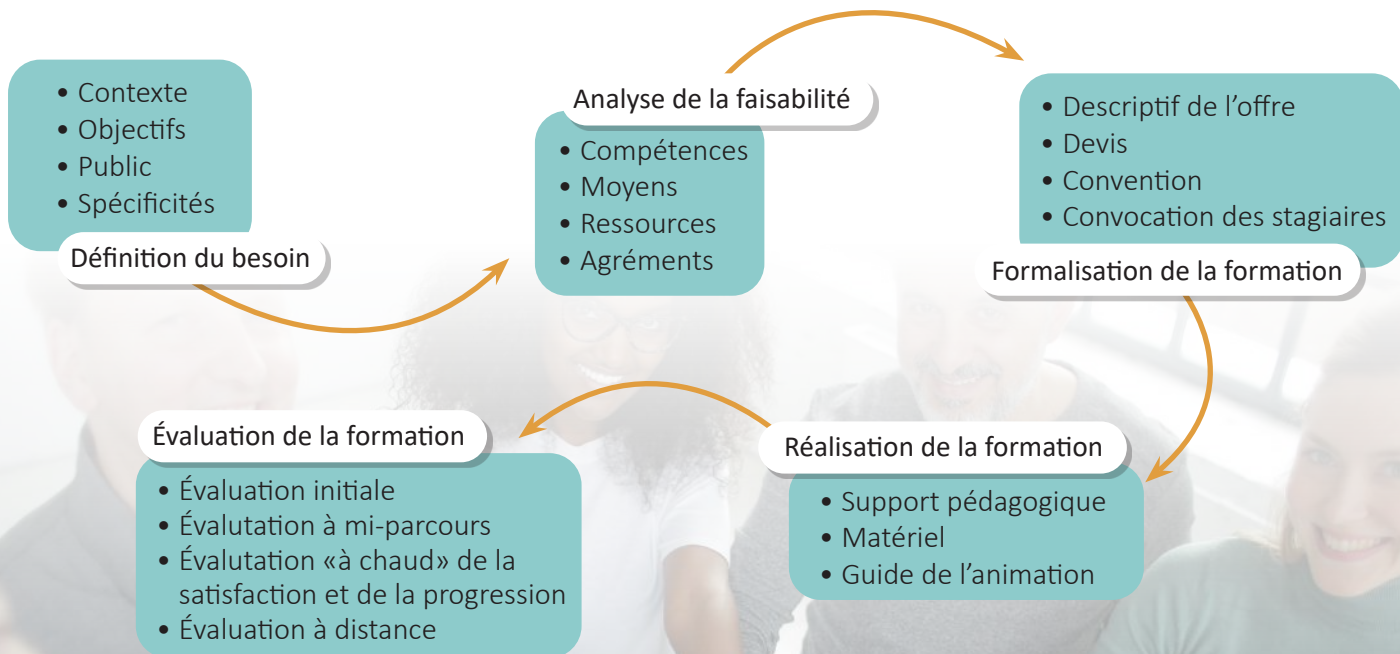 • Contexte
• Objectifs
• Public
• Spécificités
Définition du besoin
Analyse de la faisabilité
• Compétences
• Moyens
• Ressources
• Agréments
• Descriptif de l’offre
• Devis
• Convention
• Convocation des stagiaires
Formalisation de la formation
Réalisation de la formation
• Support pédagogique
• Matériel
• Guide de l’animation
Évaluation de la formation
• Évaluation initiale
• Évalutation à mi-parcours
• Évalutation «à chaud» de la
satisfaction et de la progression
• Évaluation à distance